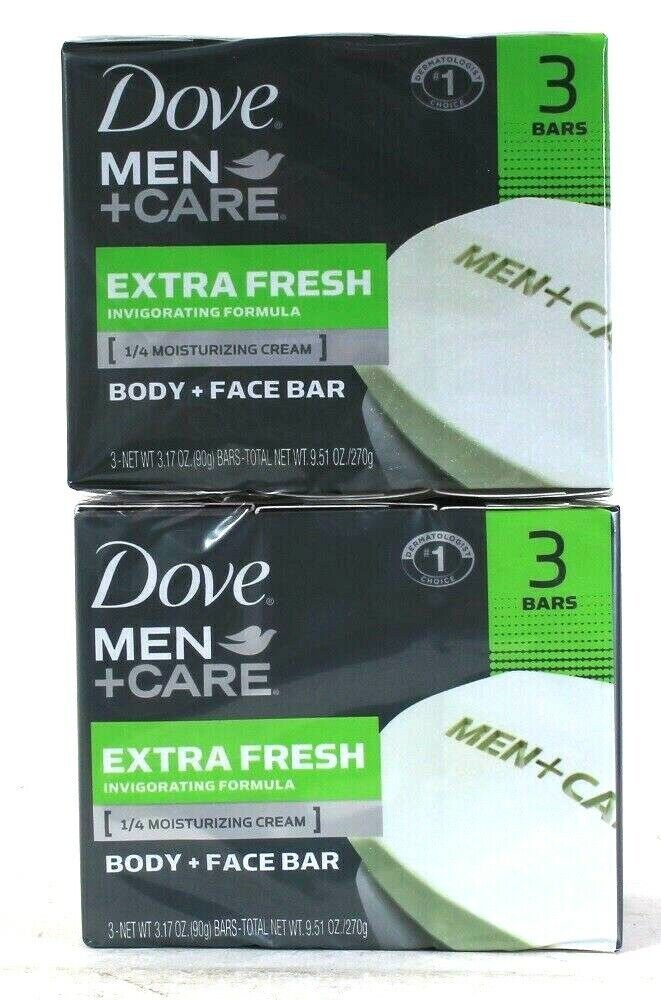 Dove
MEN
+CARE
DERMATOLOGIST
#1
CHOICE
3
BARS
EXTRA FRESH
INVIGORATING FORMULA
[ 1/4 MOISTURIZING CREAM ]
BODY + FACE BAR
MEN+CA
3-NET WT 3.17 OZ.(90g) BARS-TOTAL NET WT. 9.51 OZ./270g
Dove
MEN
+CARE
DERMATOLOGIST
#1
CHOICE
3
BARS
EXTRA FRESH
INVIGORATING FORMULA
[ 1/4 MOISTURIZING CREAM ]
BODY + FACE BAR
MEN+CA
3-NET WT 3.17 OZ.(90g) BARS-TOTAL NET WT. 9.51 OZ./270g